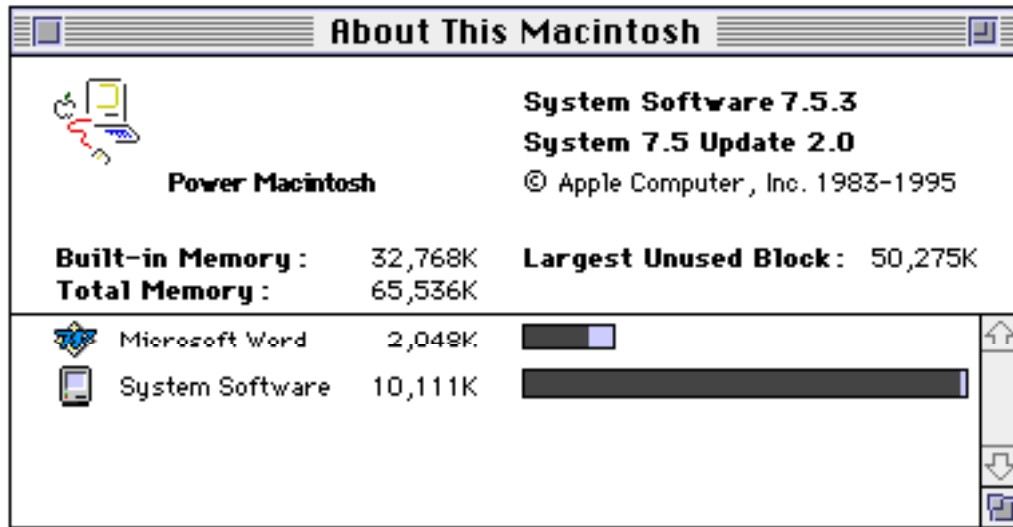 About This Macintosh
System Software 7.5.3
System 7.5 Update 2.0
Power Macintosh © Apple Computer, Inc. 1983-1995
Built-in Memory: 32,768K Largest Unused Block: 50,275K
Total Memory: 65,536K
Microsoft Word 2,048K
System Software 10,111K